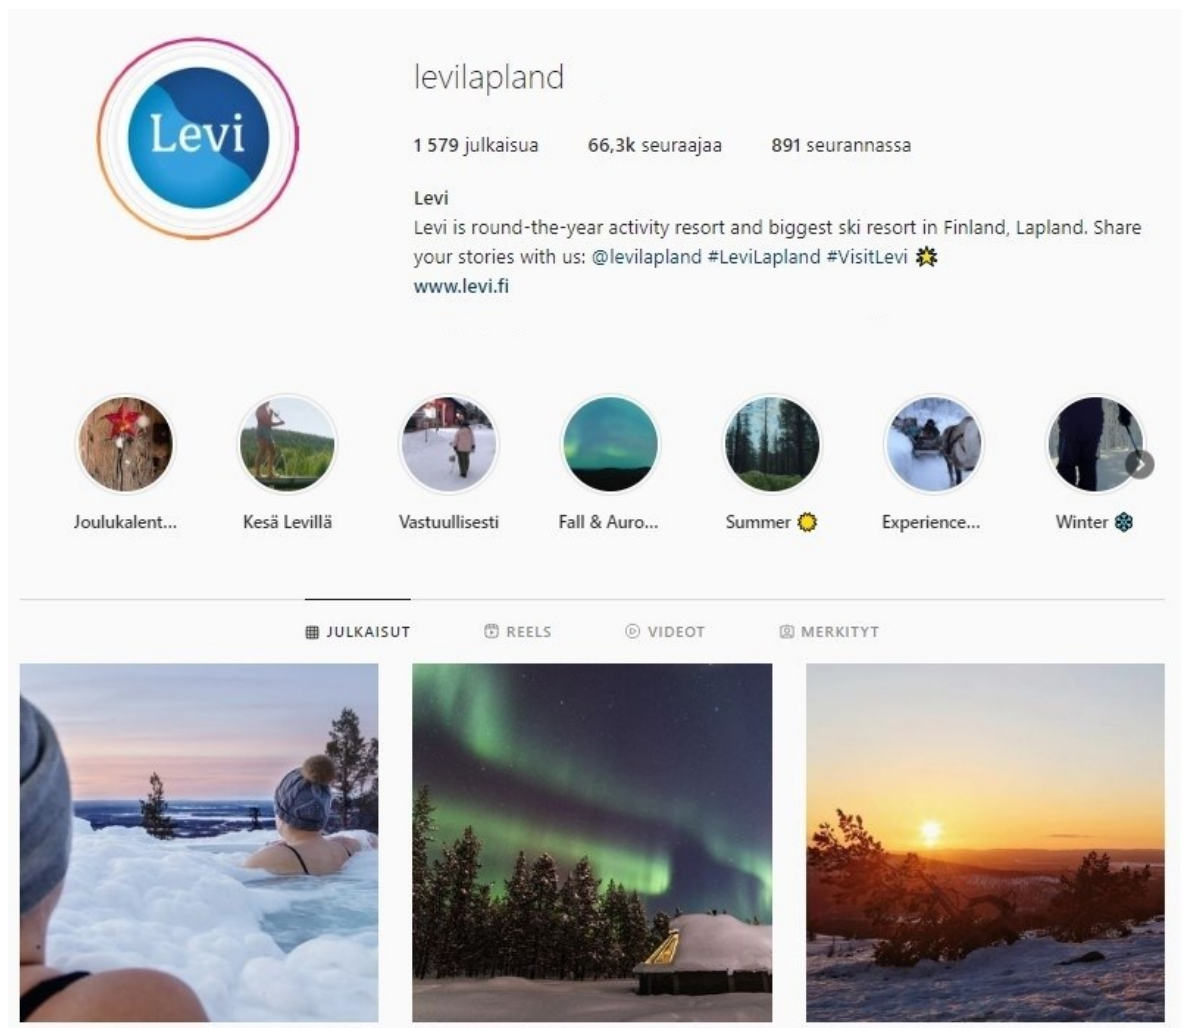 Levi
levilapland
1 579 julkaisua 66,3k seuraajaa 891 seurannassa
Levi
Levi is round-the-year activity resort and biggest ski resort in Finland, Lapland. Share
your stories with us: @levilapland #LeviLapland #VisitLevi 🌟
www.levi.fi
Joulukalent... Kesä Levillä Vastuullisesti Fall & Auro... Summer 🌞 Experience... Winter ❄
JULKAISUT REELS VIDEOT MERKITYT